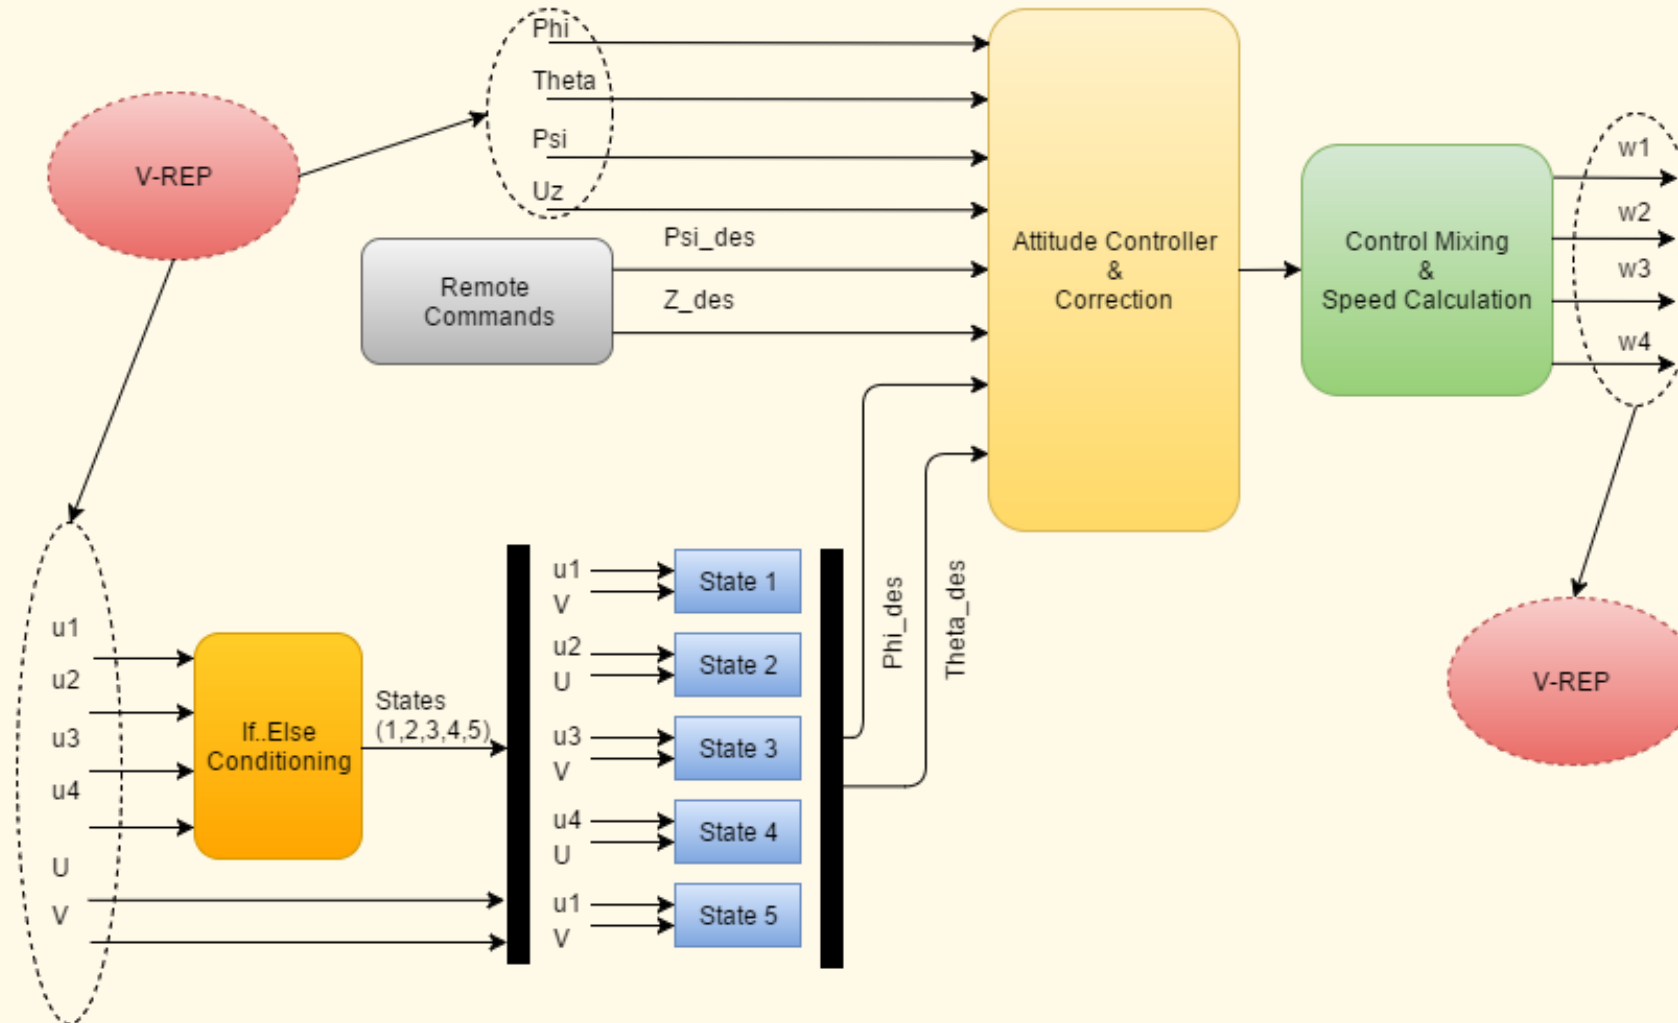 Phi
Theta
Psi
Uz
V-REP
Remote
Commands
Psi_des
Z_des
Attitude Controller
&
Correction
Control Mixing
&
Speed Calculation
w1
w2
w3
w4
V-REP
u1
u2
u3
u4
U
V
If..Else
Conditioning
States
(1,2,3,4,5)
u1
V
State 1
u2
U
State 2
u3
V
State 3
u4
U
State 4
u1
V
State 5
Phi_des
Theta_des